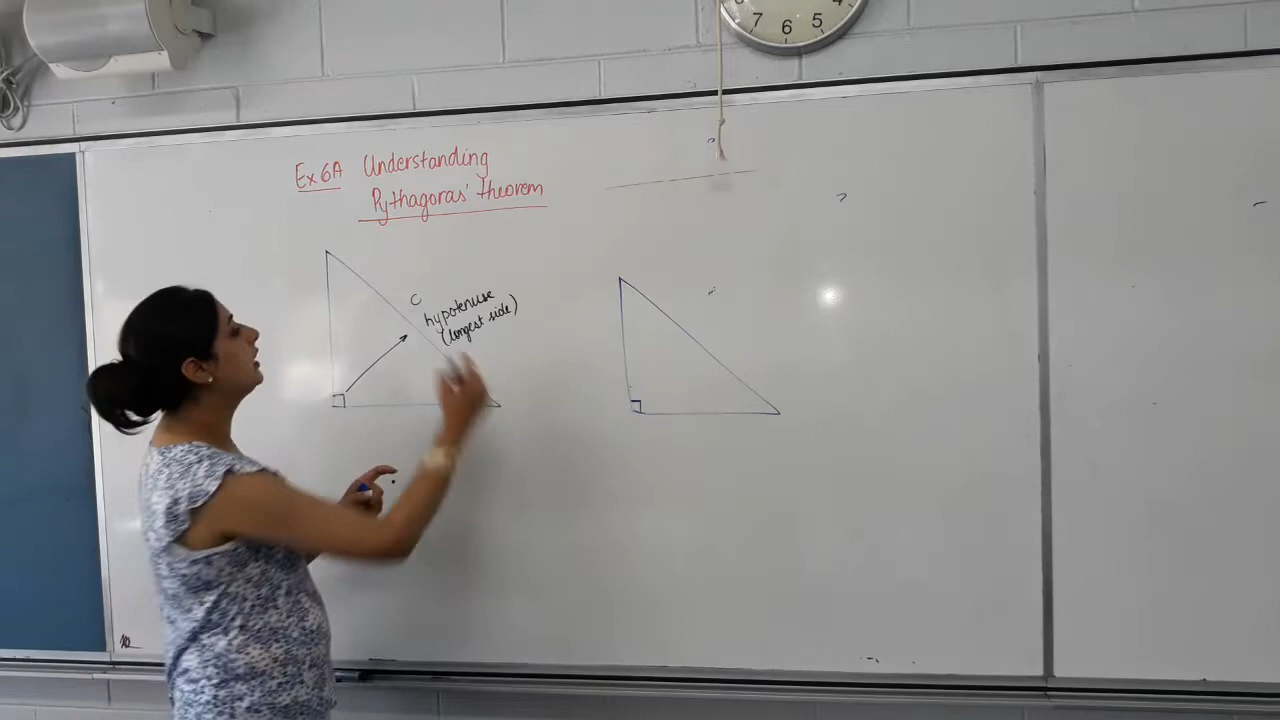 Ex 6A Understanding
Pythagoras' theorem
c
hypotenuse
(longest side)
7 6 5